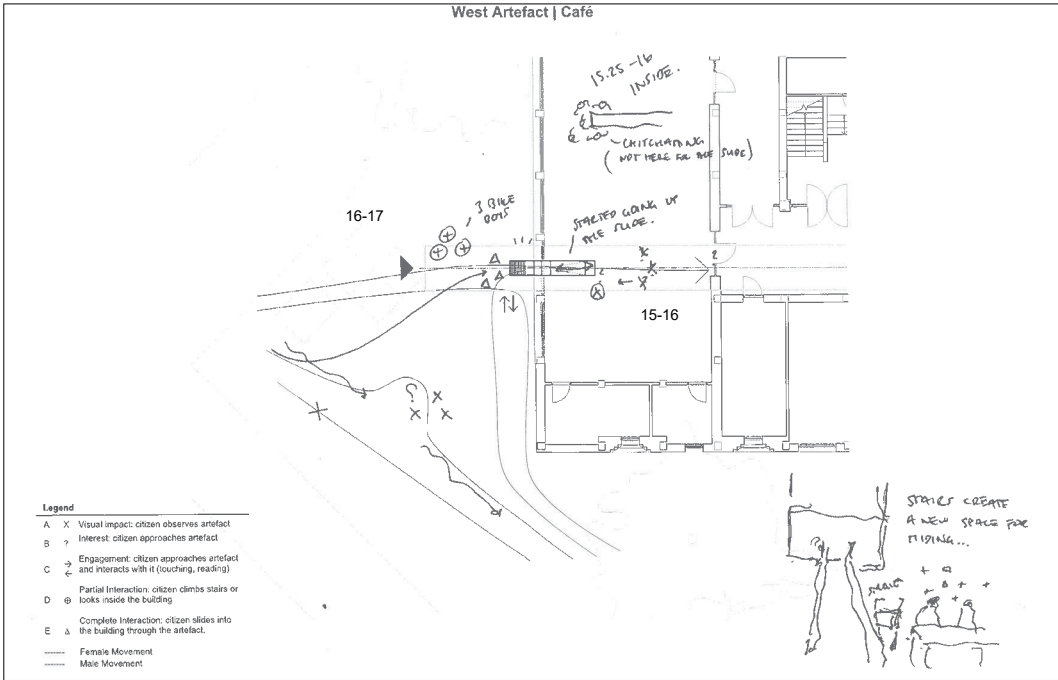 West Artefact | Café
15.25 -16
INSIDE.
CHITCHATTING
(NOT HERE FOR THE SLIDE)
3 BIKE
BOYS
16-17
STARTED GOING UP
THE SLIDE.
15-16
Legend
A X Visual impact: citizen observes artefact
B ? Interest: citizen approaches artefact
C → ← Engagement: citizen approaches artefact
and interacts with it (touching, reading)
D ⊕ Partial Interaction: citizen climbs stairs or
looks inside the building
E Δ Complete Interaction: citizen slides into
the building through the artefact.
Female Movement
Male Movement
STAIRS CREATE
A NEW SPACE FOR
HIDING...